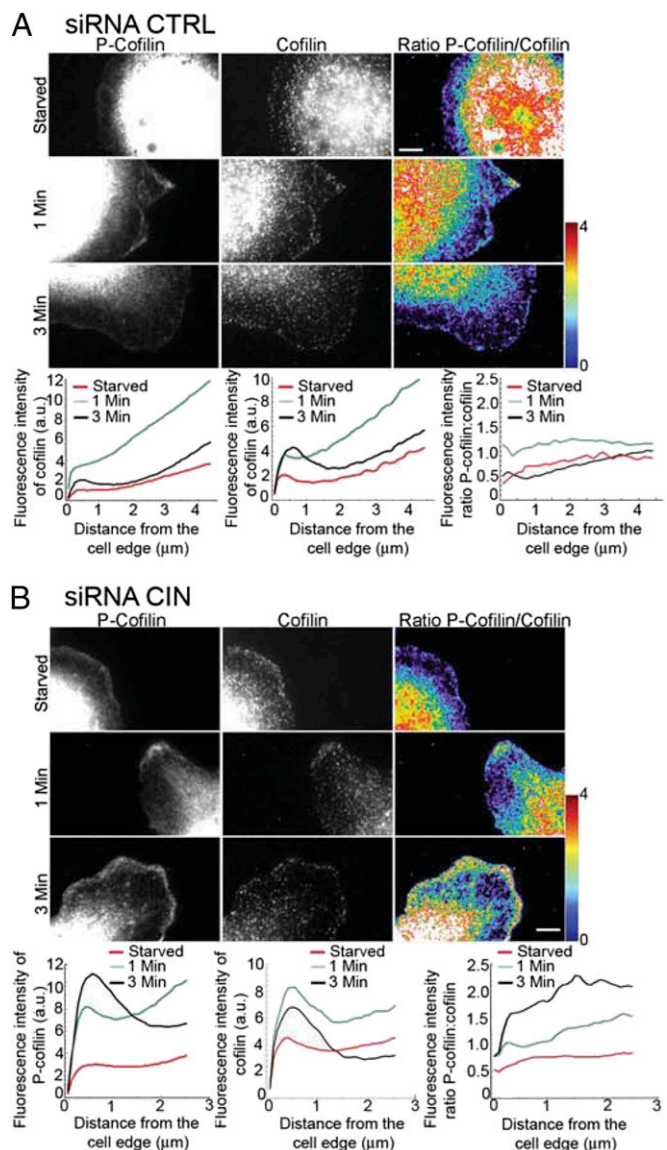 A siRNA CTRL
P-Cofilin Cofilin Ratio P-Cofilin/Cofilin
Starved
1 Min
3 Min
4
0
Fluorescence intensity
of cofilin (a.u.)
12
10
8
6
4
2
0
Starved
1 Min
3 Min
0 1 2 3 4
Distance from the
cell edge (µm)
Fluorescence intensity
of cofilin (a.u.)
10
8
6
4
2
0
Starved
1 Min
3 Min
0 1 2 3 4
Distance from the
cell edge (µm)
Fluorescence intensity
ratio P-cofilin:cofilin
2.5
2.0
1.5
1.0
0.5
0
Starved
1 Min
3 Min
0 1 2 3 4
Distance from the
cell edge (µm)
B siRNA CIN
P-Cofilin Cofilin Ratio P-Cofilin/Cofilin
Starved
1 Min
3 Min
4
0
Fluorescence intensity of
P-cofilin (a.u.)
12
10
8
6
4
2
0
Starved
1 Min
3 Min
0 1 2 3
Distance from the
cell edge (µm)
Fluorescence intensity of
cofilin (a.u.)
10
8
6
4
2
0
Starved
1 Min
3 Min
0 1 2 3
Distance from the
cell edge (µm)
Fluorescence intensity
ratio P-cofilin:cofilin
2.5
2.0
1.5
1.0
0.5
0
Starved
1 Min
3 Min
0 1 2 3
Distance from the
cell edge (µm)